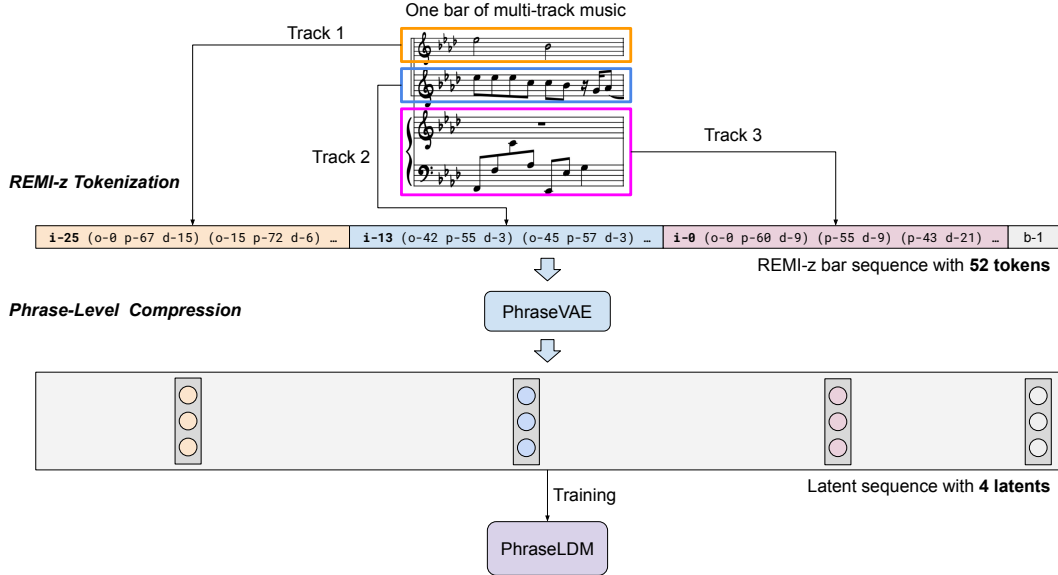 One bar of multi-track music
Track 1
Track 2
Track 3
REMI-z Tokenization
i-25 (o-0 p-67 d-15) (o-15 p-72 d-6) … i-13 (o-42 p-55 d-3) (o-45 p-57 d-3) … i-0 (o-0 p-60 d-9) (p-55 d-9) (p-43 d-21) … b-1
REMI-z bar sequence with 52 tokens
Phrase-Level Compression
PhraseVAE
Latent sequence with 4 latents
Training
PhraseLDM